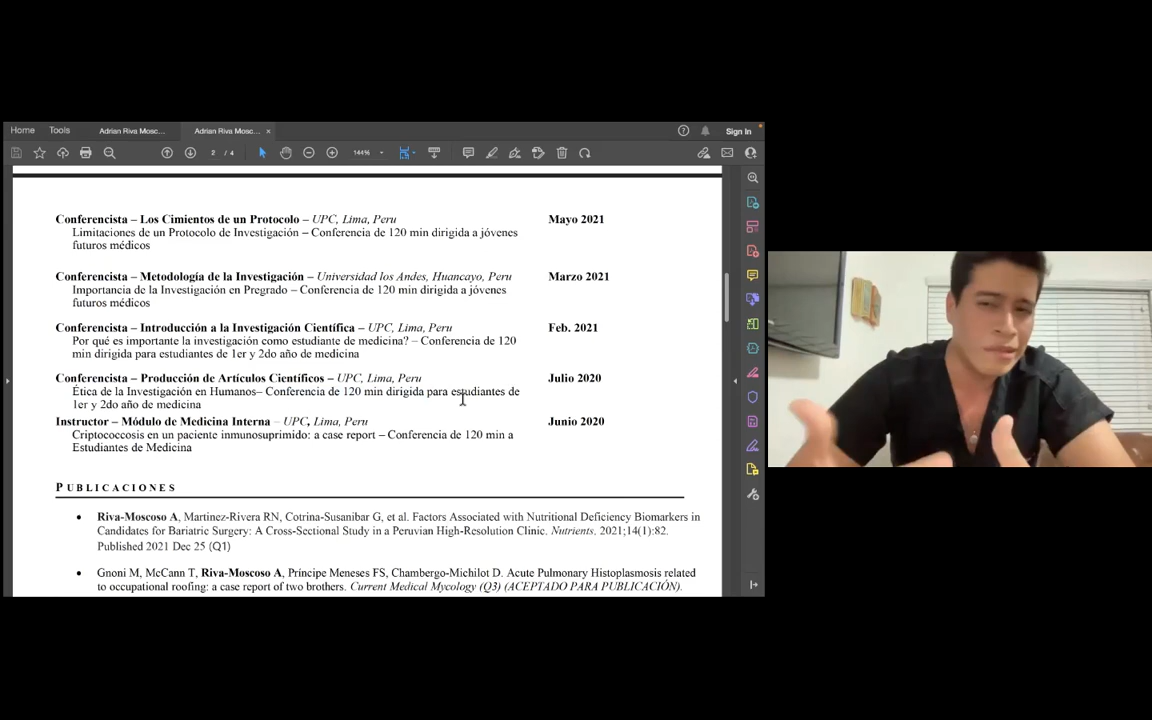 Home Tools Adrian Riva Mosc... Adrian Riva Mosc... × Sign In
2 / 4 144%
Conferencista – Los Cimientos de un Protocolo – UPC, Lima, Peru Mayo 2021
Limitaciones de un Protocolo de Investigación – Conferencia de 120 min dirigida a jóvenes
futuros médicos
Conferencista – Metodología de la Investigación – Universidad los Andes, Huancayo, Peru Marzo 2021
Importancia de la Investigación en Pregrado – Conferencia de 120 min dirigida a jóvenes
futuros médicos
Conferencista – Introducción a la Investigación Científica – UPC, Lima, Peru Feb. 2021
Por qué es importante la investigación como estudiante de medicina? – Conferencia de 120
min dirigida para estudiantes de 1er y 2do año de medicina
Conferencista – Producción de Artículos Científicos – UPC, Lima, Peru Julio 2020
Ética de la Investigación en Humanos– Conferencia de 120 min dirigida para estudiantes de
1er y 2do año de medicina
Instructor – Módulo de Medicina Interna – UPC, Lima, Peru Junio 2020
Criptococcosis en un paciente inmunosuprimido: a case report – Conferencia de 120 min a
Estudiantes de Medicina
PUBLICACIONES
• Riva-Moscoso A, Martinez-Rivera RN, Cotrina-Susanibar G, et al. Factors Associated with Nutritional Deficiency Biomarkers in
Candidates for Bariatric Surgery: A Cross-Sectional Study in a Peruvian High-Resolution Clinic. Nutrients. 2021;14(1):82.
Published 2021 Dec 25 (Q1)
• Gnoni M, McCann T, Riva-Moscoso A, Príncipe Meneses FS, Chambergo-Michilot D. Acute Pulmonary Histoplasmosis related
to occupational roofing: a case report of two brothers. Current Medical Mycology (Q3) (ACEPTADO PARA PUBLICACIÓN).